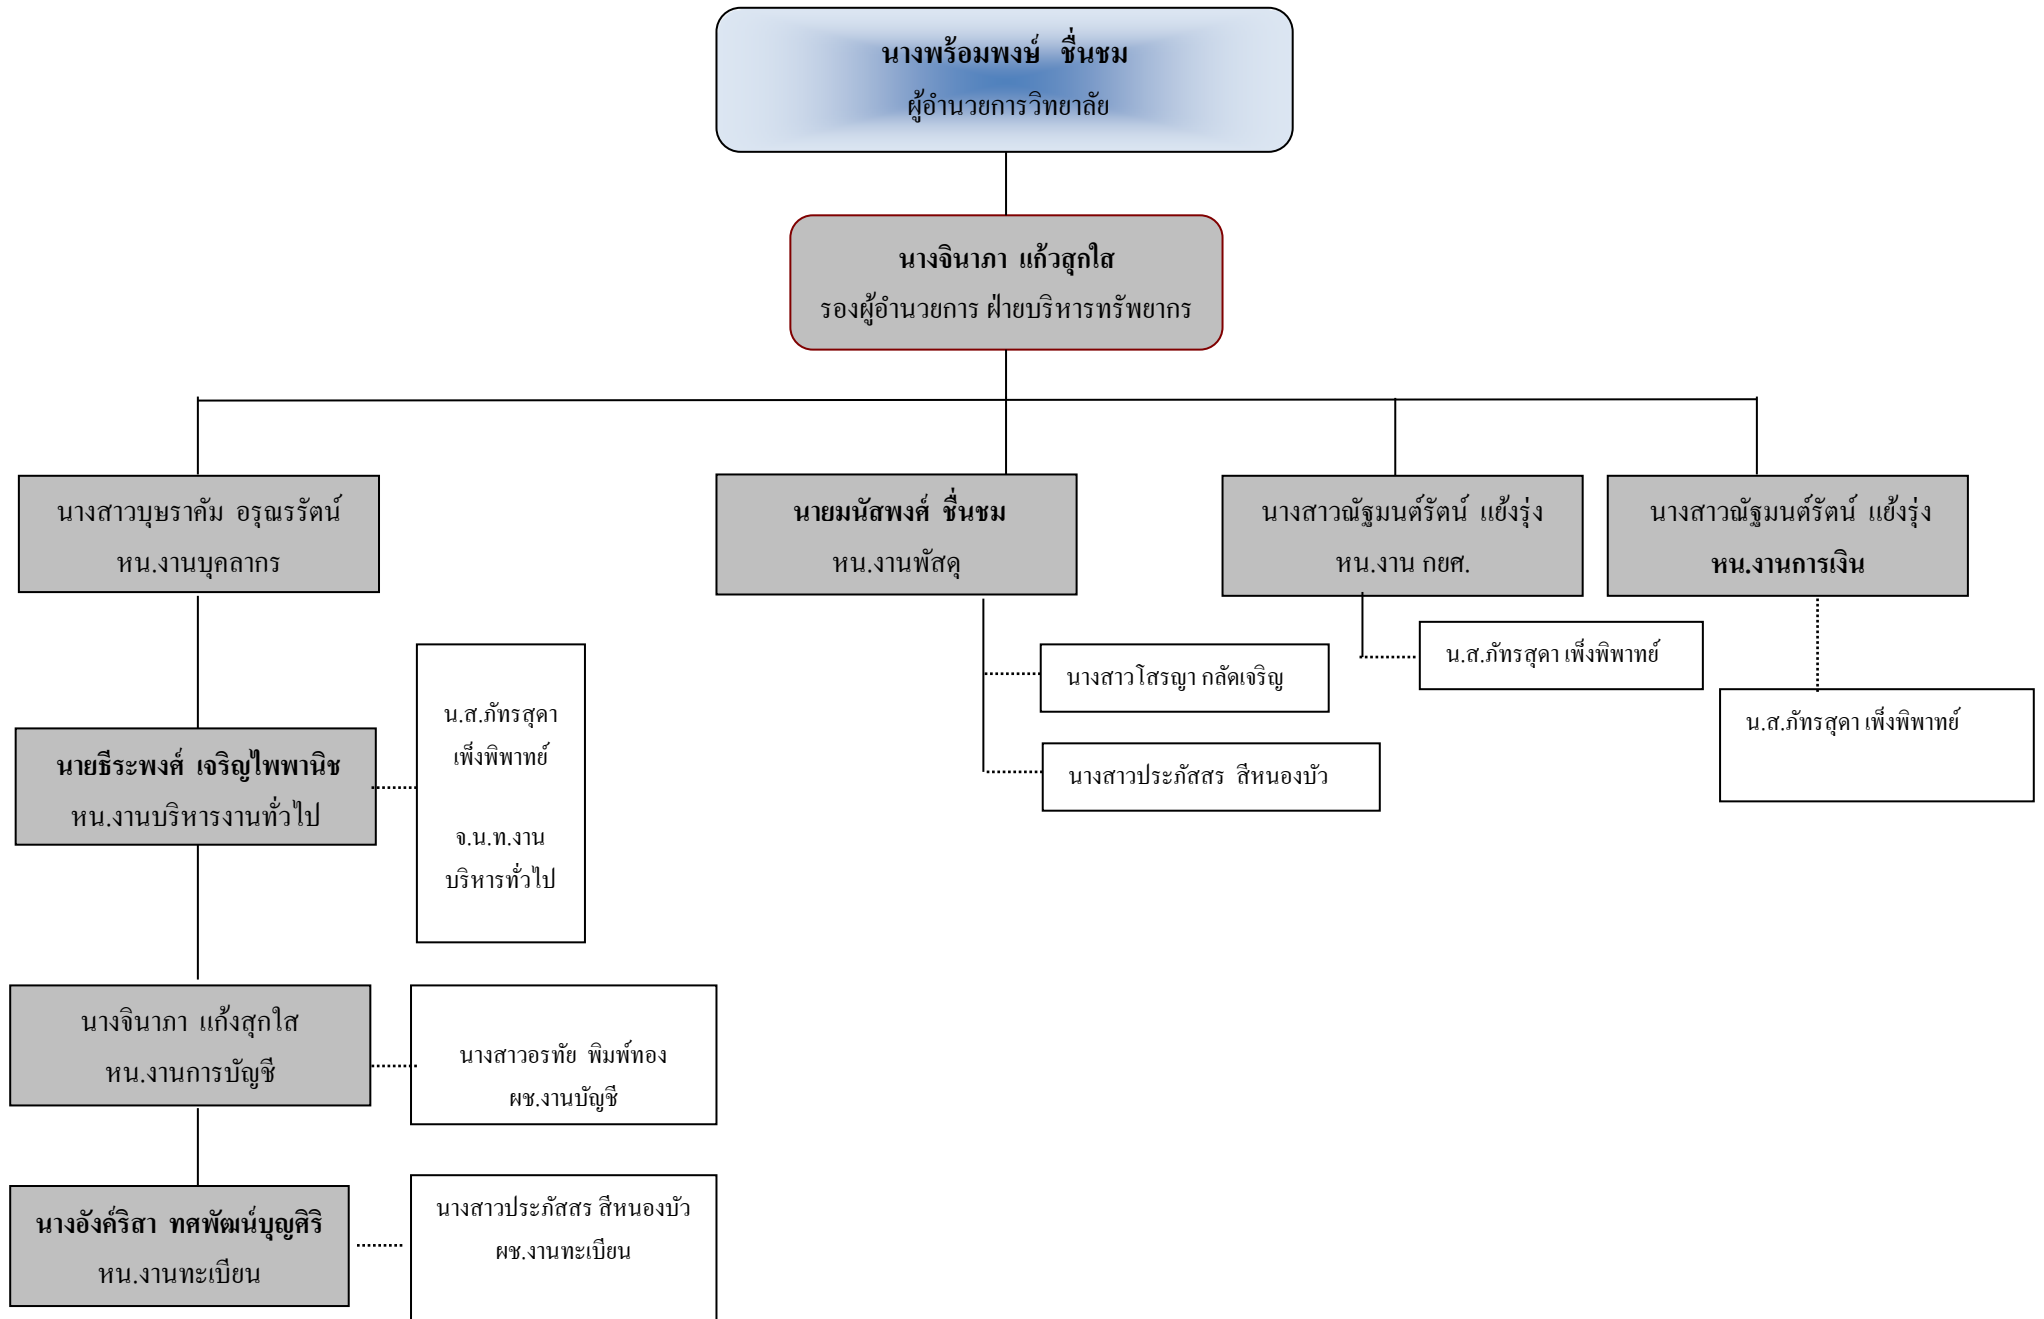 นางพร้อมพงษ์ ชื่นชม
ผู้อำนวยการวิทยาลัย
นางจินาภา แก้วสุกใส
รองผู้อำนวยการ ฝ่ายบริหารทรัพยากร
นางสาวบุษราคัม อรุณรรัตน์
หน.งานบุคลากร
นายมนัสพงศ์ ชื่นชม
หน.งานพัสดุ
นางสาวณัฐมนต์รัตน์ แย้งรุ่ง
หน.งาน กยศ.
นางสาวณัฐมนต์รัตน์ แย้งรุ่ง
หน.งานการเงิน
นางสาวโสรญา กลัดเจริญ
นางสาวประภัสสร สีหนองบัว
น.ส.ภัทรสุดา เพ็งพิพาทย์
น.ส.ภัทรสุดา เพ็งพิพาทย์
นายธีระพงศ์ เจริญไพพานิช
หน.งานบริหารงานทั่วไป
น.ส.ภัทรสุดา
เพ็งพิพาทย์
จ.น.ท.งาน
บริหารทั่วไป
นางจินาภา แก้งสุกใส
หน.งานการบัญชี
นางสาวอรทัย พิมพ์ทอง
ผช.งานบัญชี
นางอังค์ริสา ทศพัฒน์บุญศิริ
หน.งานทะเบียน
นางสาวประภัสสร สีหนองบัว
ผช.งานทะเบียน